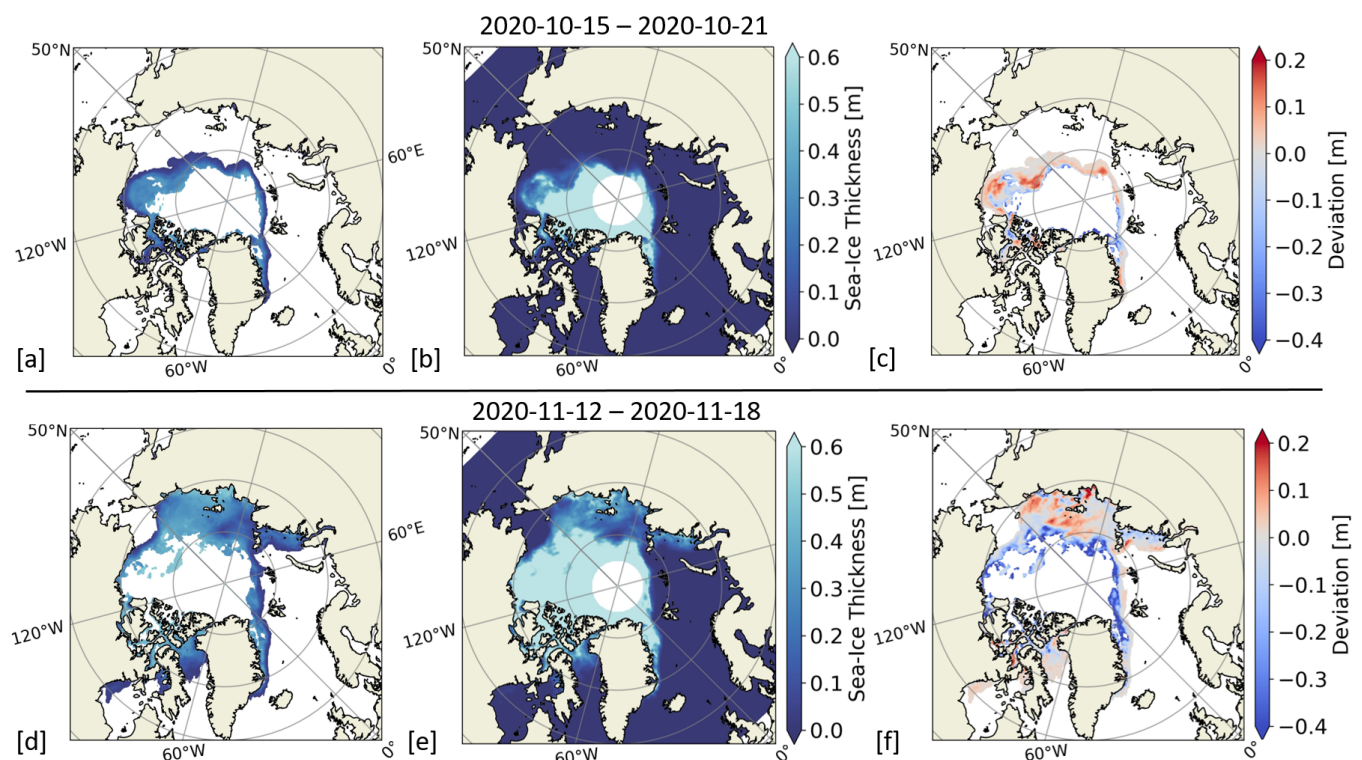 2020-10-15 – 2020-10-21
50°N
60°E
120°W
60°W
0°
[a]
50°N
120°W
60°W
0°
[b]
0.6
0.5
0.4
0.3
0.2
0.1
0.0
Sea-Ice Thickness [m]
50°N
60°E
120°W
60°W
0°
[c]
0.2
0.1
0.0
−0.1
−0.2
−0.3
−0.4
Deviation [m]
2020-11-12 – 2020-11-18
50°N
60°E
120°W
60°W
0°
[d]
50°N
120°W
60°W
0°
[e]
0.6
0.5
0.4
0.3
0.2
0.1
0.0
Sea-Ice Thickness [m]
50°N
60°E
120°W
60°W
0°
[f]
0.2
0.1
0.0
−0.1
−0.2
−0.3
−0.4
Deviation [m]